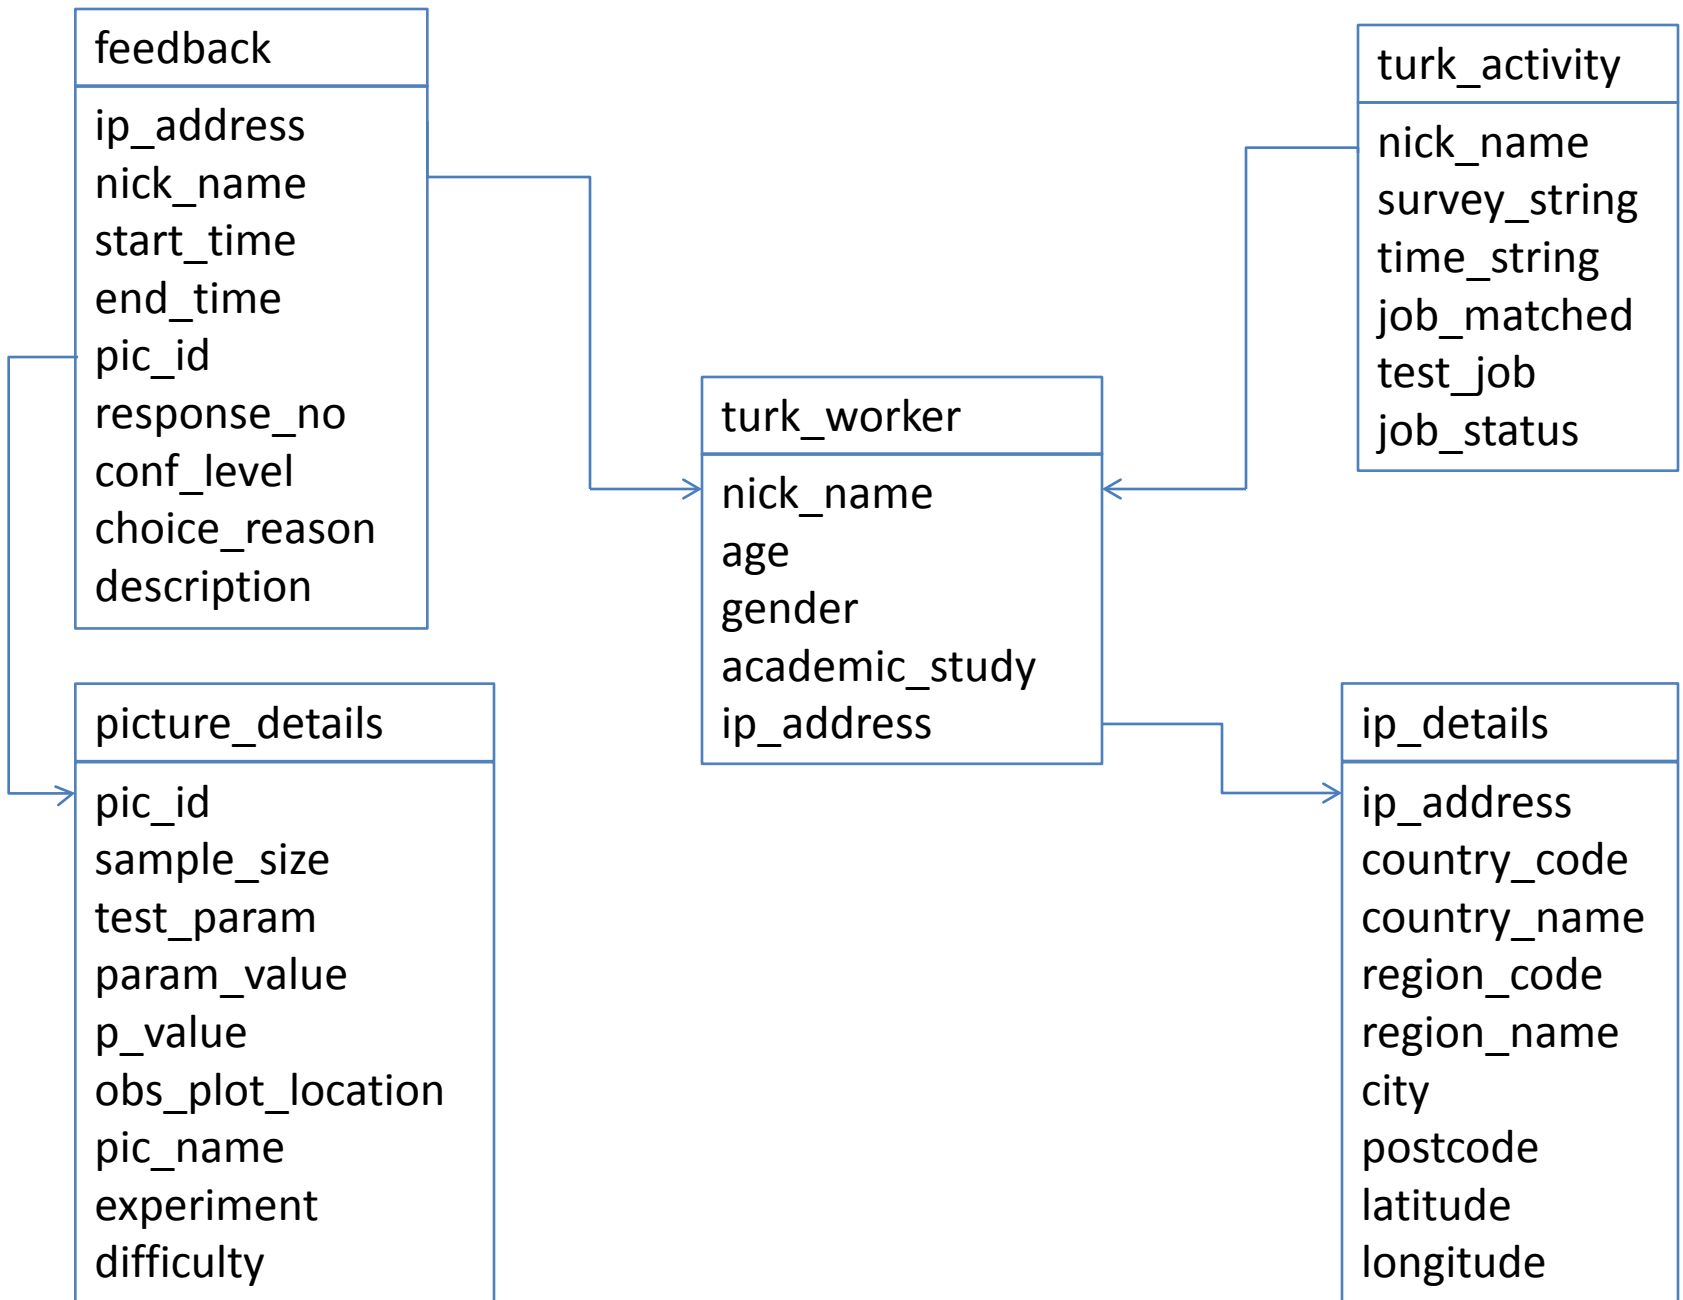 feedback
ip_address
nick_name
start_time
end_time
pic_id
response_no
conf_level
choice_reason
description
turk_activity
nick_name
survey_string
time_string
job_matched
test_job
job_status
turk_worker
nick_name
age
gender
academic_study
ip_address
picture_details
pic_id
sample_size
test_param
param_value
p_value
obs_plot_location
pic_name
experiment
difficulty
ip_details
ip_address
country_code
country_name
region_code
region_name
city
postcode
latitude
longitude